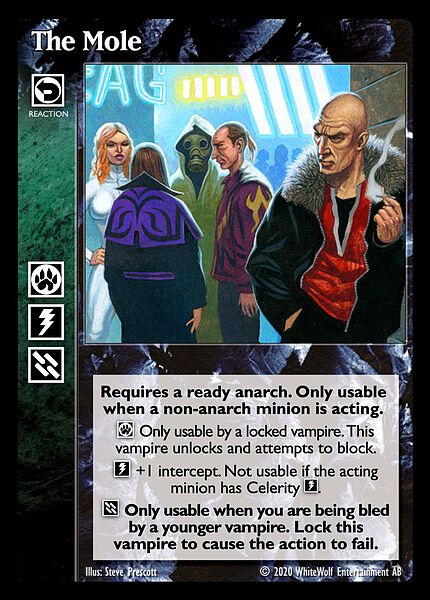 The Mole
REACTION
EAG
Requires a ready anarch. Only usable
when a non-anarch minion is acting.
Only usable by a locked vampire. This
vampire unlocks and attempts to block.
+1 intercept. Not usable if the acting
minion has Celerity .
Only usable when you are being bled
by a younger vampire. Lock this
vampire to cause the action to fail.
Illus: Steve Prescott
© 2020 WhiteWolf Entertainment AB